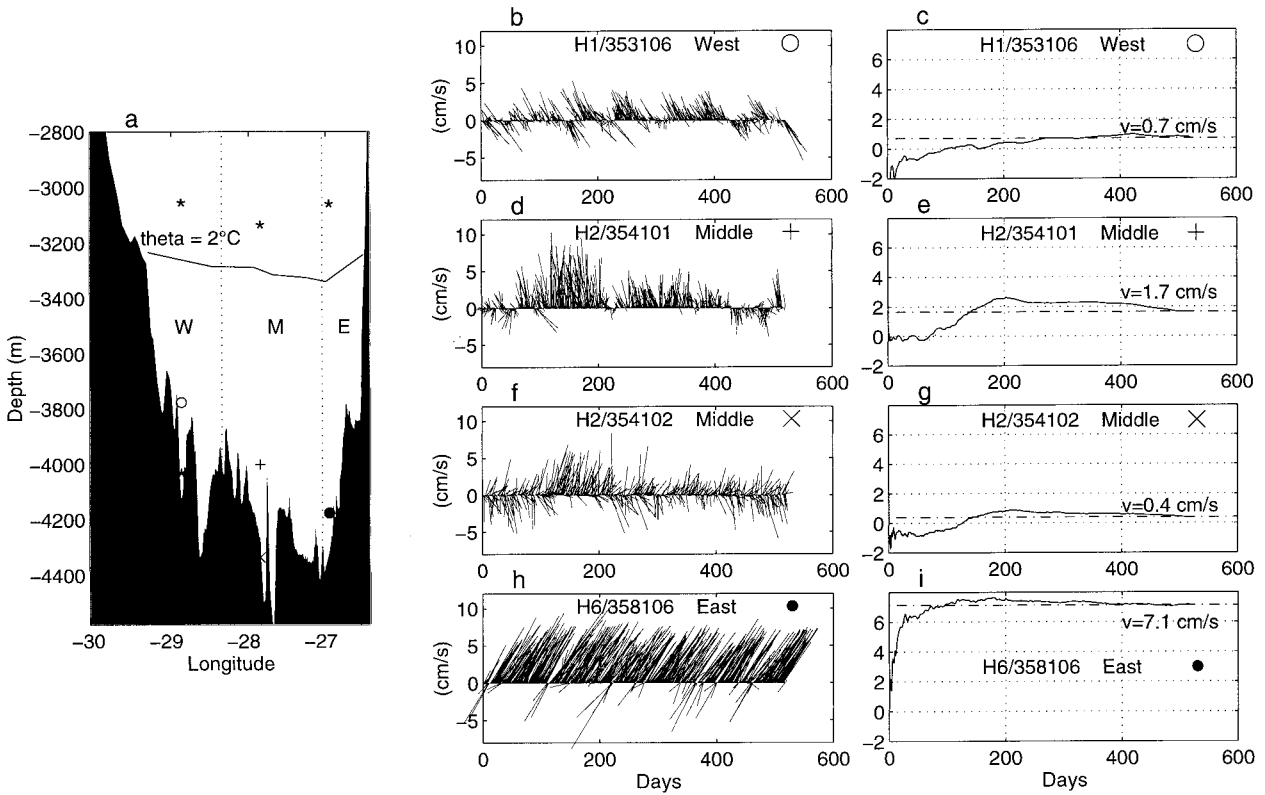 a
Depth (m)
−2800
−3000
−3200
−3400
−3600
−3800
−4000
−4200
−4400
* * *
theta = 2°C
W M E
−30 −29 −28 −27
Longitude
b
(cm/s)
10
5
0
−5
H1/353106 West
0 200 400 600
c
6
4
2
0
−2
H1/353106 West
v=0.7 cm/s
0 200 400 600
d
(cm/s)
10
5
0
−5
H2/354101 Middle +
0 200 400 600
e
6
4
2
0
−2
H2/354101 Middle +
v=1.7 cm/s
0 200 400 600
f
(cm/s)
10
5
0
−5
H2/354102 Middle ×
0 200 400 600
g
6
4
2
0
−2
H2/354102 Middle ×
v=0.4 cm/s
0 200 400 600
h
(cm/s)
10
5
0
−5
H6/358106 East
0 200 400 600
Days
i
6
4
2
0
−2
v=7.1 cm/s
H6/358106 East
0 200 400 600
Days